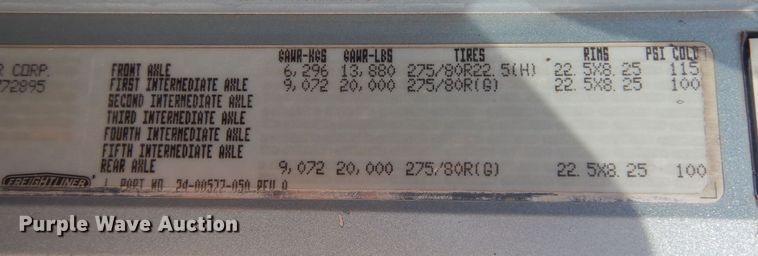 GAWR-KGS GAWR-LBS TIRES RIMS PSI COLD
R CORP. FRONT AXLE 6,296 13,880 275/80R22.5(H) 22.5X8.25 115
72895 FIRST INTERMEDIATE AXLE 9,072 20,000 275/80R(G) 22.5X8.25 100
SECOND INTERMEDIATE AXLE
THIRD INTERMEDIATE AXLE
FOURTH INTERMEDIATE AXLE
FIFTH INTERMEDIATE AXLE
REAR AXLE 9,072 20,000 275/80R(G) 22.5X8.25 100
FREIGHTLINER PART NO. 24-00577-050 REV
Purple Wave Auction